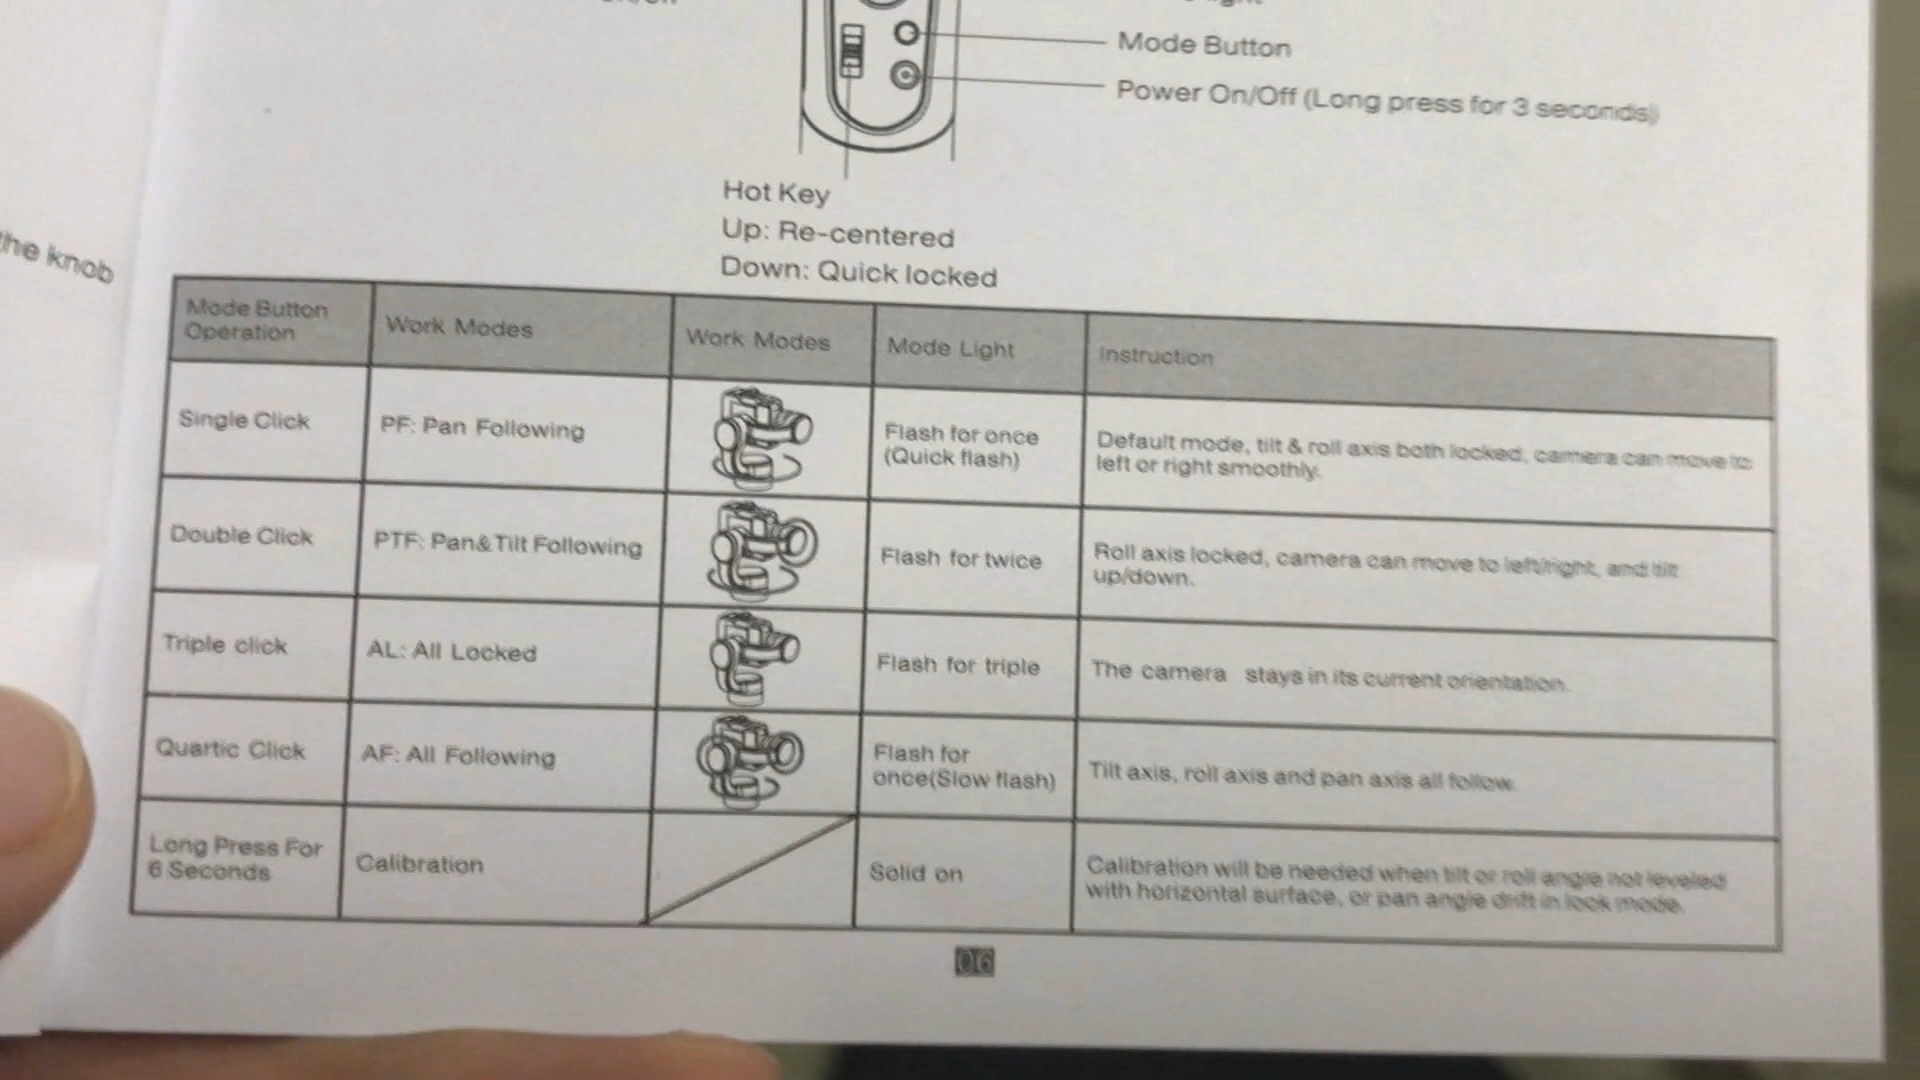 Mode Button
Power On/Off (Long press for 3 seconds)
Hot Key
Up: Re-centered
Down: Quick locked
the knob
Mode Button
Operation
Work Modes
Work Modes
Mode Light
Instruction
Single Click
PF: Pan Following
Flash for once
(Quick flash)
Default mode, tilt & roll axis both locked, camera can move to
left or right smoothly.
Double Click
PTF: Pan&Tilt Following
Flash for twice
Roll axis locked, camera can move to left/right, and tilt
up/down.
Triple click
AL: All Locked
Flash for triple
The camera stays in its current orientation.
Quartic Click
AF: All Following
Flash for
once(Slow flash)
Tilt axis, roll axis and pan axis all follow.
Long Press For
6 Seconds
Calibration
Solid on
Calibration will be needed when tilt or roll angle not leveled
with horizontal surface, or pan angle drift in lock mode.
06